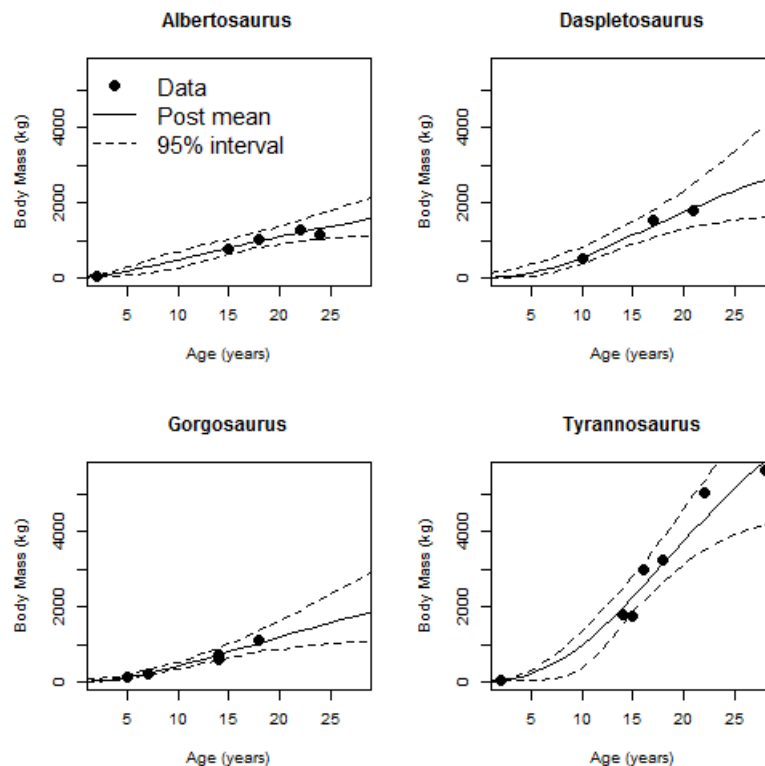 Albertosaurus
Daspletosaurus
Data
Post mean
95% interval
Body Mass (kg)
0 2000 4000
5 10 15 20 25
Age (years)
Body Mass (kg)
0 2000 4000
5 10 15 20 25
Age (years)
Gorgosaurus
Tyrannosaurus
Body Mass (kg)
0 2000 4000
5 10 15 20 25
Age (years)
Body Mass (kg)
0 2000 4000
5 10 15 20 25
Age (years)